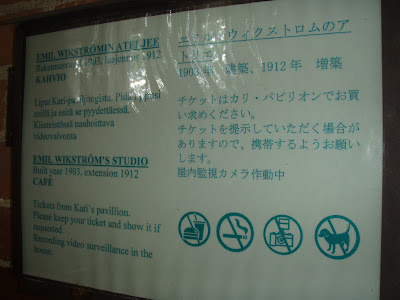 EMIL WIKSTRÖMIN ATELJEE
Rakennusvuosi 1903, laajennus 1912
KAHVIO
Liput Kari-paviljongista. Pidä lippusi
esillä ja esitä se pyydettäessä.
Kiinteistössä nauhoittava
videovalvonta
EMIL WIKSTRÖM'S STUDIO
Built year 1903, extension 1912
CAFÉ
Tickets from Kari´s pavillion.
Please keep your ticket and show it if
requested.
Recording video surveillance in the
house.
エミル・ウィクストロムのア
トリエ
1903年 建築、1912年 増築
チケットはカリ・パビリオンでお買
い求めください。
チケットを提示していただく場合が
ありますので、携帯するようお願い
します。
屋内監視カメラ作動中